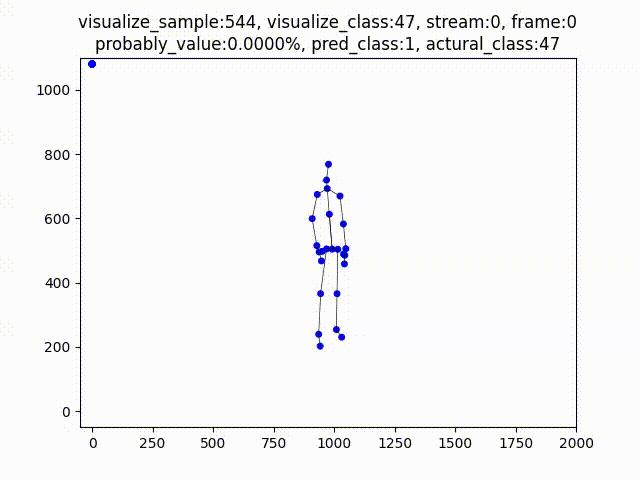 visualize_sample:544, visualize_class:47, stream:0, frame:0
probably_value:0.0000%, pred_class:1, actural_class:47
1000
800
600
400
200
0
0 250 500 750 1000 1250 1500 1750 2000